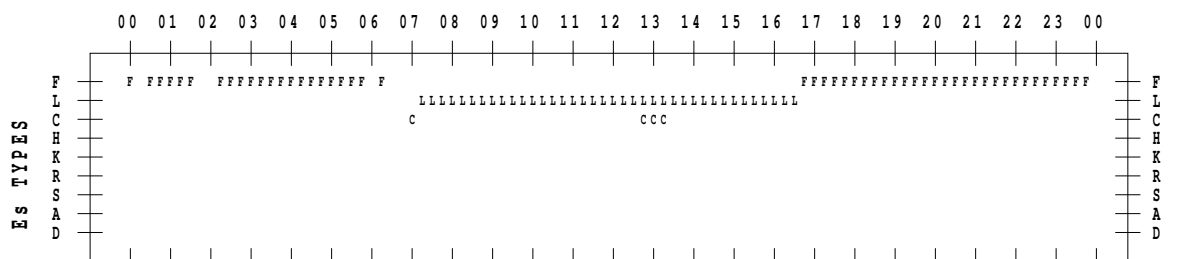 00 01 02 03 04 05 06 07 08 09 10 11 12 13 14 15 16 17 18 19 20 21 22 23 00
Es TYPES
F F FFFFF FFFFFFFFFFFFFFF F FFFFFFFFFFFFFFFFFFFFFFFFFFFFF F
L LLLLLLLLLLLLLLLLLLLLLLLLLLLLLLLLLLLLLL L
C C CCC C
H H
K K
R R
S S
A A
D D